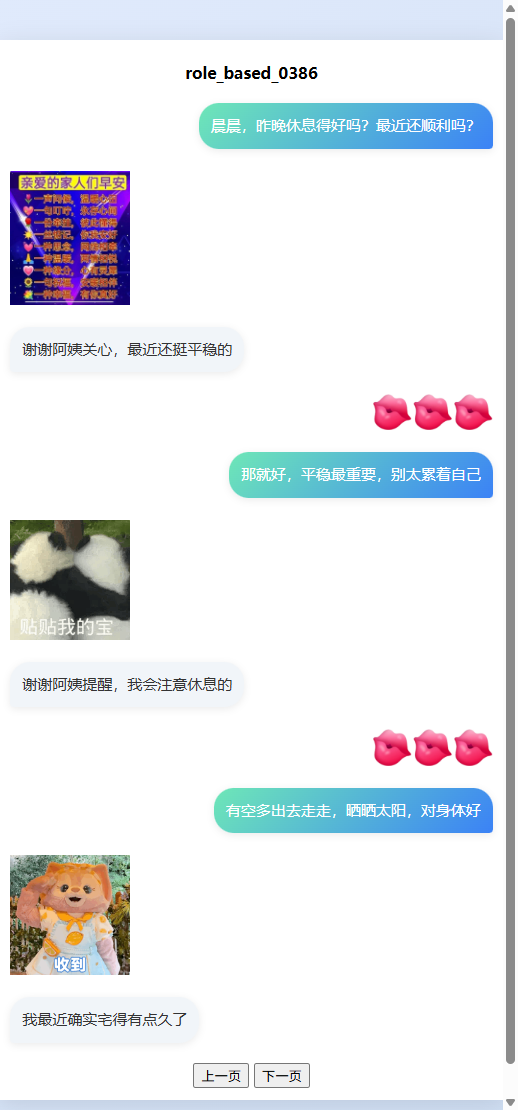 role_based_0386
晨晨，昨晚休息得好吗？最近还顺利吗？
亲爱的家人们早安
谢谢阿姨关心，最近还挺平稳的
那就好，平稳最重要，别太累着自己
贴贴我的宝
谢谢阿姨提醒，我会注意休息的
有空多出去走走，晒晒太阳，对身体好
收到
我最近确实宅得有点久了
上一页 下一页